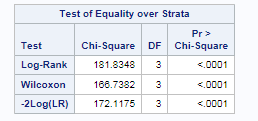 Test of Equality over Strata
Test Chi-Square DF Pr > Chi-Square
Log-Rank 181.8348 3 <.0001
Wilcoxon 166.7382 3 <.0001
-2Log(LR) 172.1175 3 <.0001